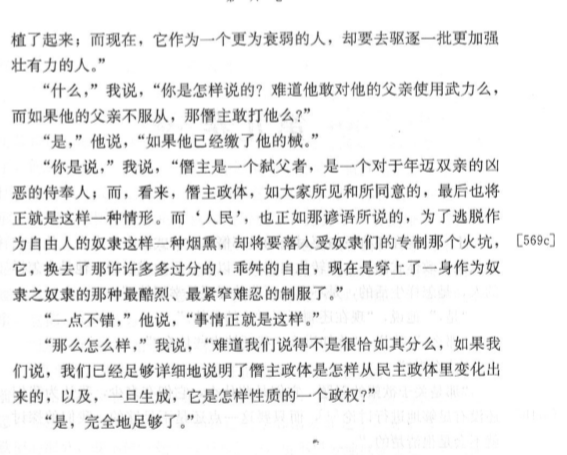 植了起来；而现在，它作为一个更为衰弱的人，却要去驱逐一批更加强
壮有力的人。”
“什么，”我说，“你是怎样说的？难道他敢对他的父亲使用武力么，
而如果他的父亲不服从，那僭主敢打他么？”
“是，”他说，“如果他已经缴了他的械。”
“你是说，”我说，“僭主是一个弑父者，是一个对于年迈双亲的凶
恶的侍奉人；而，看来，僭主政体，如大家所见和所同意的，最后也将
正就是这样一种情形。而‘人民’，也正如那谚语所说的，为了逃脱作
为自由人的奴隶这样一种烟熏，却将要落入受奴隶们的专制那个火坑，
[569c]
它，换去了那许许多多过分的、乖舛的自由，现在是穿上了一身作为奴
隶之奴隶的那种最酷烈、最紧窄难忍的制服了。”
“一点不错，”他说，“事情正就是这样。”
“那么怎么样，”我说，“难道我们说得不是很恰如其分么，如果我
们说，我们已经足够详细地说明了僭主政体是怎样从民主政体里变化出
来的，以及，一旦生成，它是怎样性质的一个政权？”
“是，完全地足够了。”